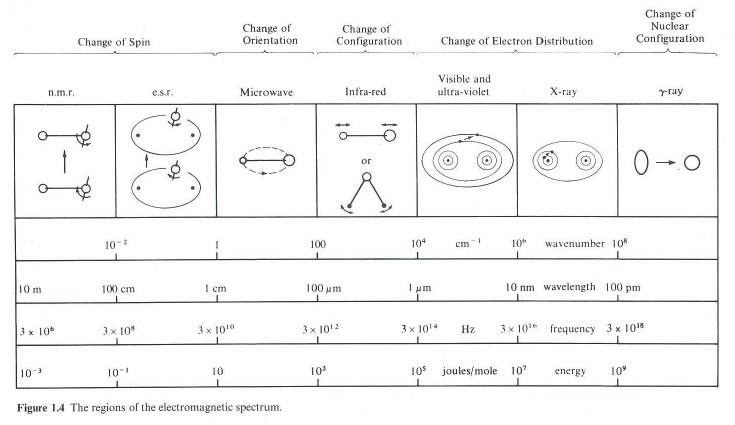 Change of Spin
Change of
Orientation
Change of
Configuration
Change of Electron Distribution
Change of
Nuclear
Configuration
n.m.r.
e.s.r.
Microwave
Infra-red
Visible and
ultra-violet
X-ray
γ-ray
or
10⁻² 1 100 10⁴ cm⁻¹ 10⁶ wavenumber 10⁸
10 m 100 cm 1 cm 100 μm 1 μm 10 nm wavelength 100 pm
3 × 10⁶ 3 × 10⁸ 3 × 10¹⁰ 3 × 10¹² 3 × 10¹⁴ Hz 3 × 10¹⁶ frequency 3 × 10¹⁸
10⁻³ 10⁻¹ 10 10³ 10⁵ joules/mole 10⁷ energy 10⁹
Figure 1.4 The regions of the electromagnetic spectrum.